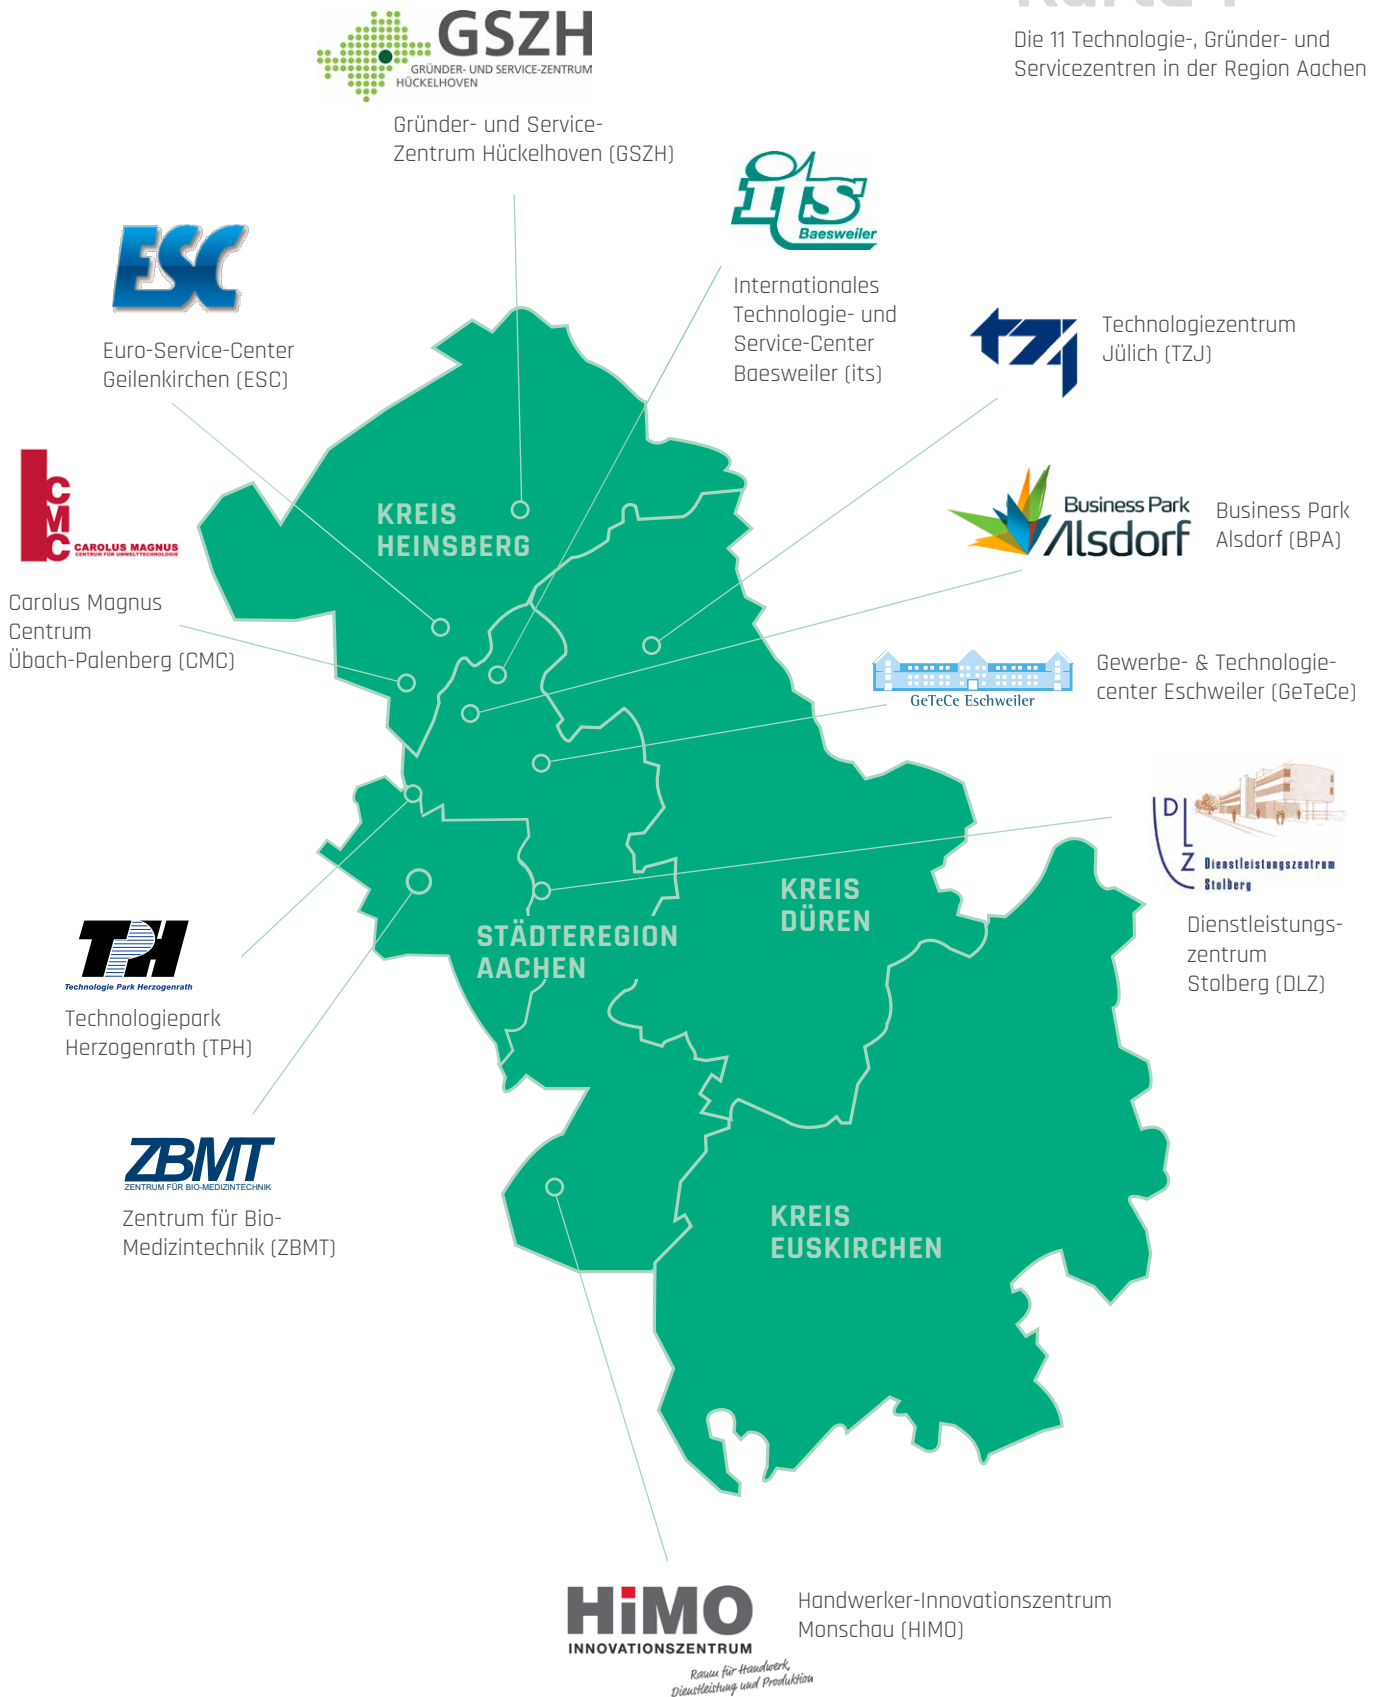 Die 11 Technologie-, Gründer- und
Servicezentren in der Region Aachen
GSZH
GRÜNDER- UND SERVICE-ZENTRUM
HÜCKELHOVEN
Gründer- und Service-
Zentrum Hückelhoven (GSZH)
its
Baesweiler
Internationales
Technologie- und
Service-Center
Baesweiler (its)
ESC
Euro-Service-Center
Geilenkirchen (ESC)
tzj
Technologiezentrum
Jülich (TZJ)
CMC
CAROLUS MAGNUS
CENTRUM FÜR UMWELTTECHNOLOGIE
Carolus Magnus
Centrum
Übach-Palenberg (CMC)
Business Park
Alsdorf
Business Park
Alsdorf (BPA)
KREIS
HEINSBERG
GeTeCe Eschweiler
Gewerbe- & Technologie-
center Eschweiler (GeTeCe)
DLZ
Dienstleistungszentrum
Stolberg
Dienstleistungs-
zentrum
Stolberg (DLZ)
KREIS
DÜREN
STÄDTEREGION
AACHEN
TPH
Technologie Park Herzogenrath
Technologiepark
Herzogenrath (TPH)
ZBMT
ZENTRUM FÜR BIO-MEDIZINTECHNIK
Zentrum für Bio-
Medizintechnik (ZBMT)
KREIS
EUSKIRCHEN
HiMO
INNOVATIONSZENTRUM
Raum für Handwerk,
Dienstleistung und Produktion
Handwerker-Innovationszentrum
Monschau (HIMO)